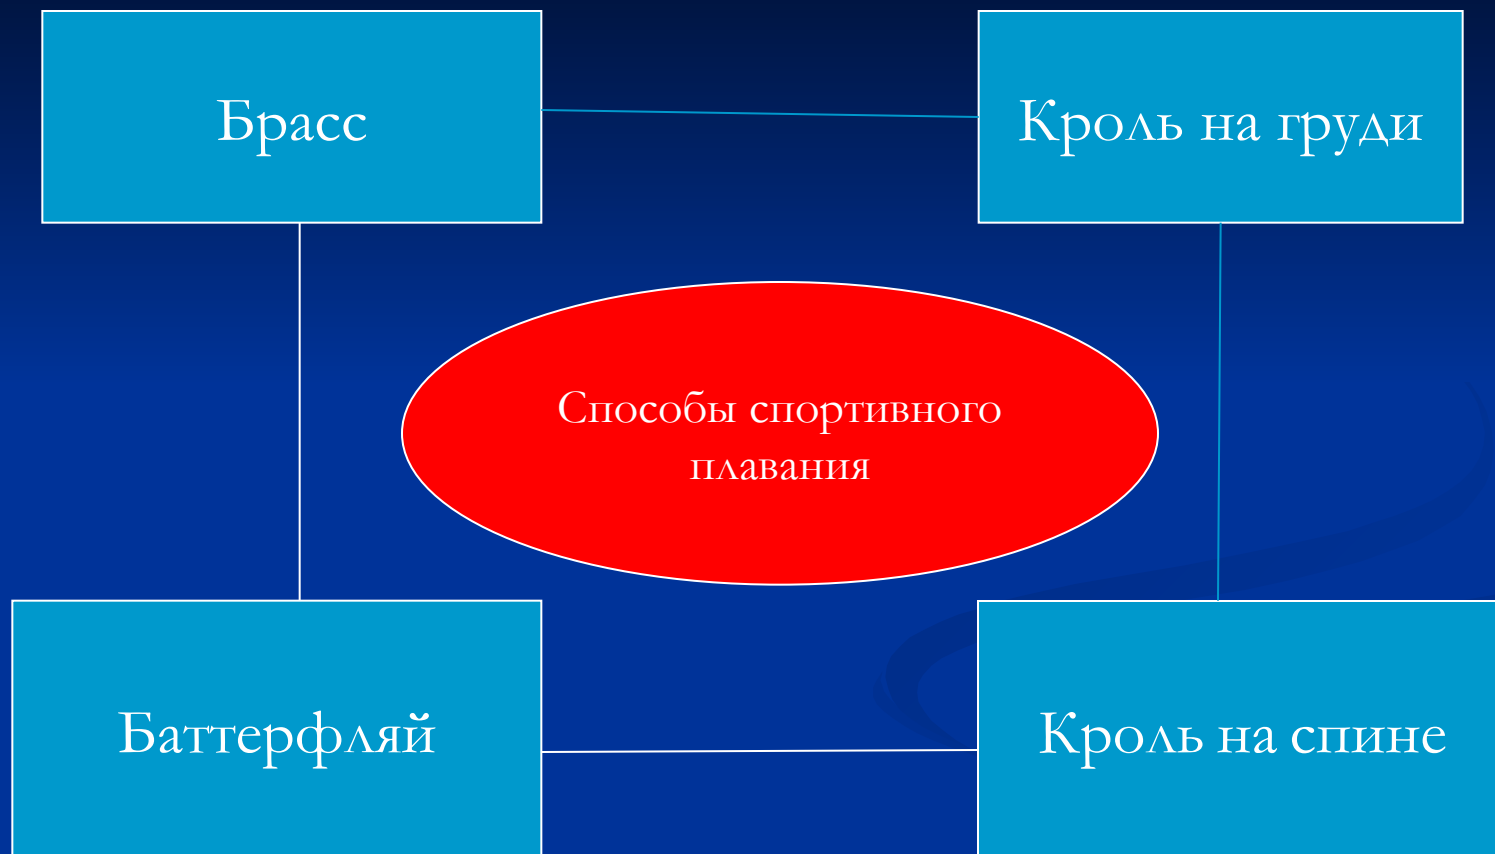 Брасс
Кроль на груди
Способы спортивного
плавания
Баттерфляй
Кроль на спине